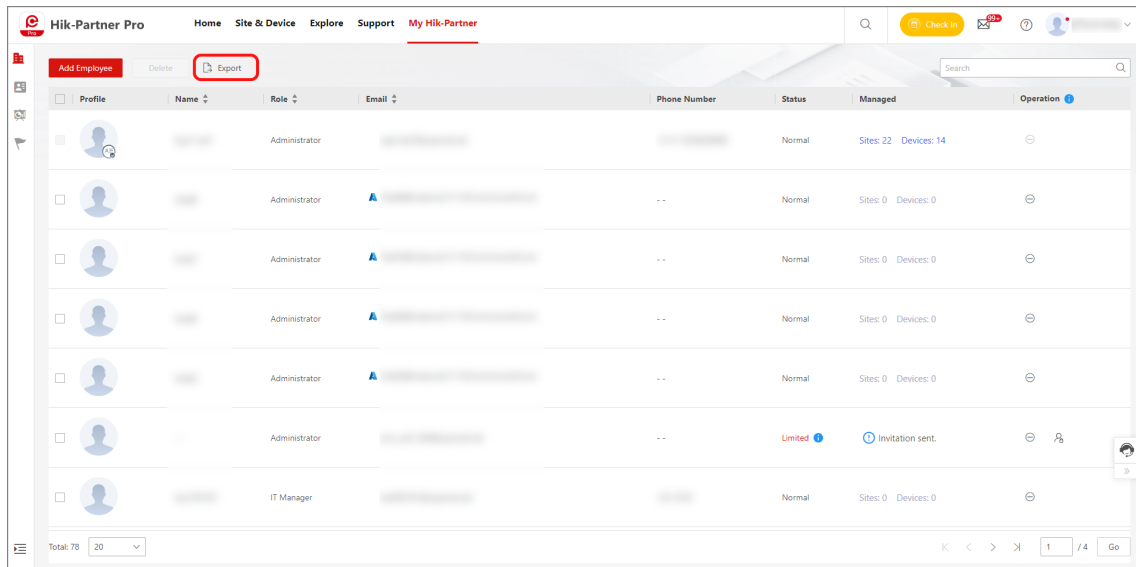 Pro Hik-Partner Pro Home Site & Device Explore Support My Hik-Partner Check In 99+
Add Employee Delete Export Search
Profile Name Role Email Phone Number Status Managed Operation
Administrator Normal Sites: 22 Devices: 14
Administrator - - Normal Sites: 0 Devices: 0
Administrator - - Normal Sites: 0 Devices: 0
Administrator - - Normal Sites: 0 Devices: 0
Administrator - - Normal Sites: 0 Devices: 0
Administrator - - Limited Invitation sent.
IT Manager Normal Sites: 0 Devices: 0
Total: 78 20 1 / 4 Go